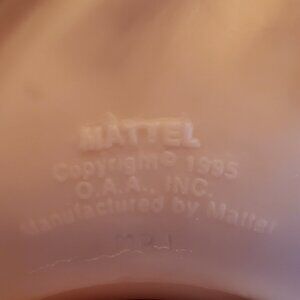 MATTEL
Copyright© 1995
O.A.A., INC.
Manufactured by Mattel